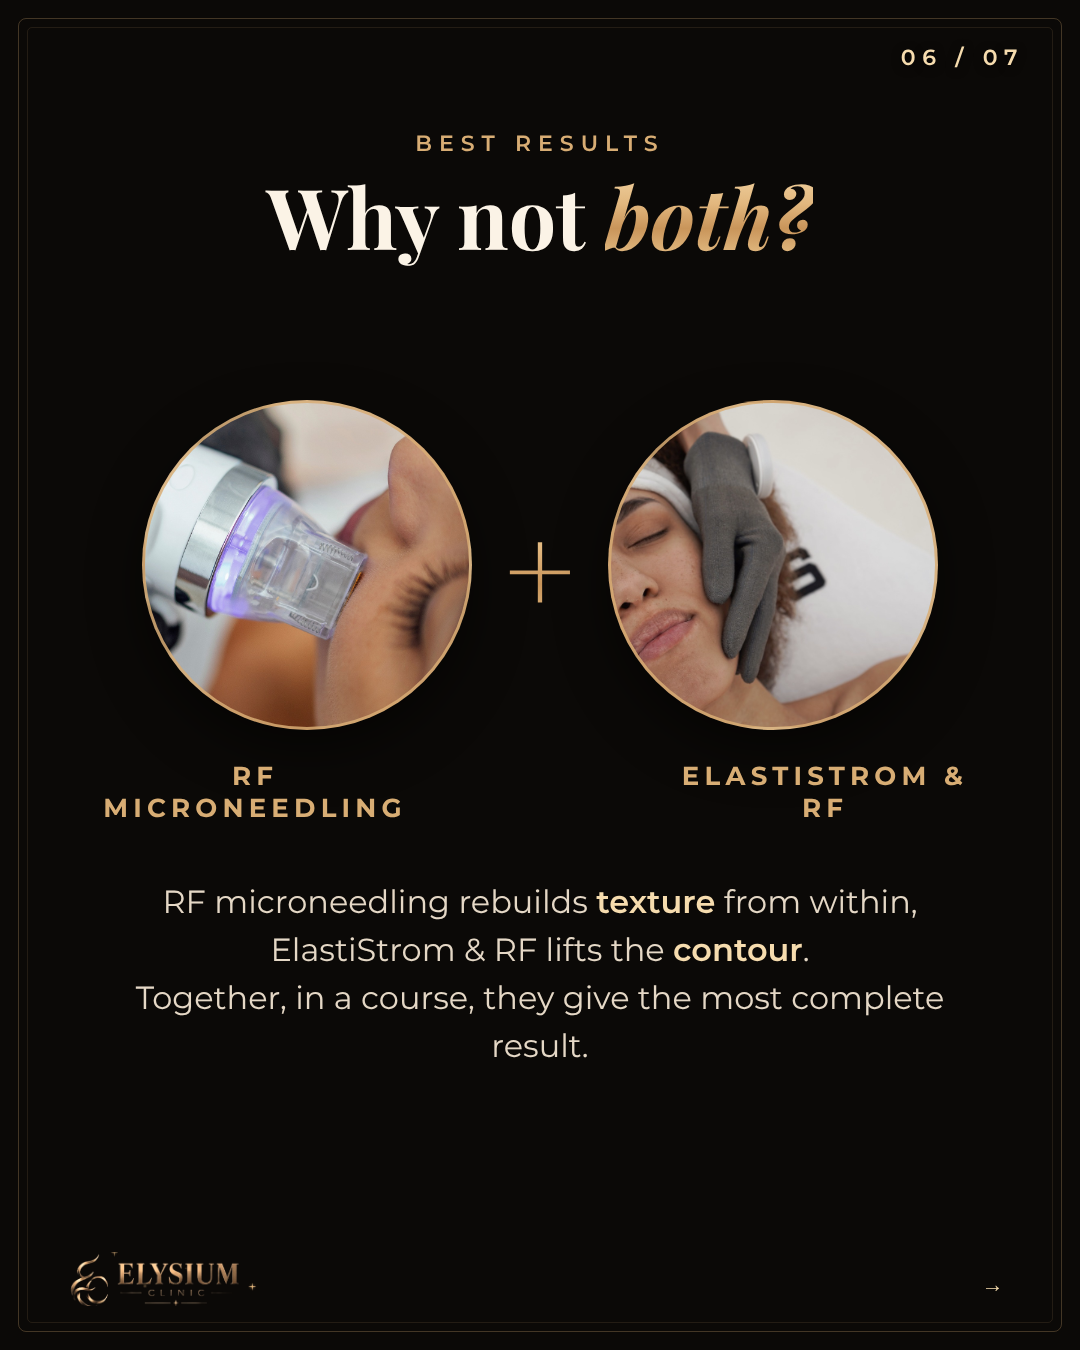 06 / 07
BEST RESULTS
Why not both?
RF
MICRONEEDLING
ELASTISTROM &
RF
RF microneedling rebuilds texture from within,
ElastiStrom & RF lifts the contour.
Together, in a course, they give the most complete
result.
ELYSIUM
CLINIC
→